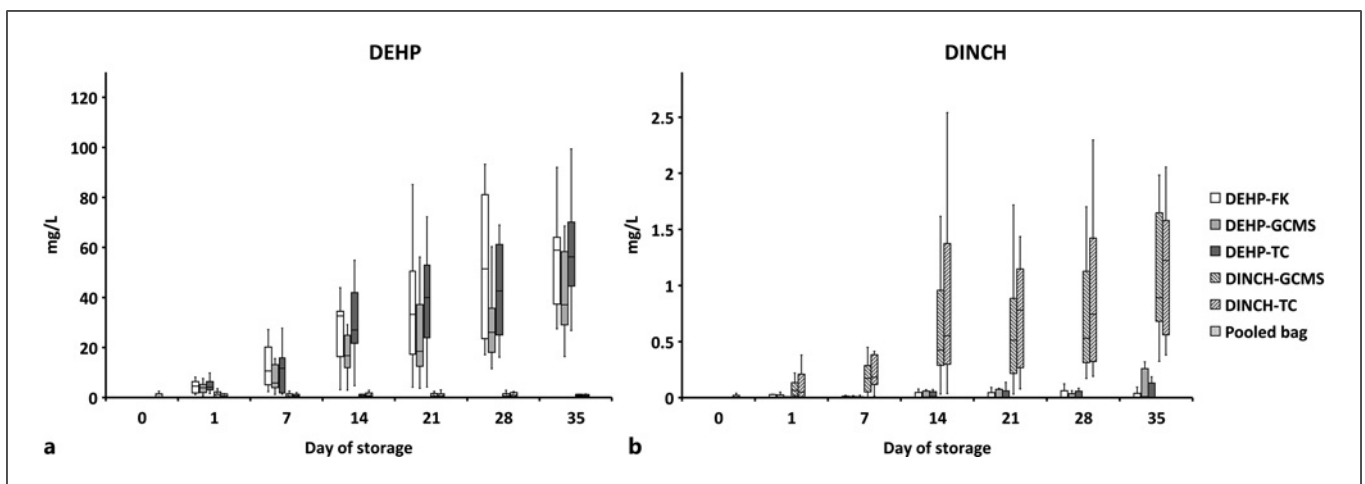 DEHP
120
100
80
60
40
20
0
mg/L
0 1 7 14 21 28 35
Day of storage
a
DINCH
2.5
2
1.5
1
0.5
0
mg/L
0 1 7 14 21 28 35
Day of storage
b
DEHP-FK
DEHP-GCMS
DEHP-TC
DINCH-GCMS
DINCH-TC
Pooled bag